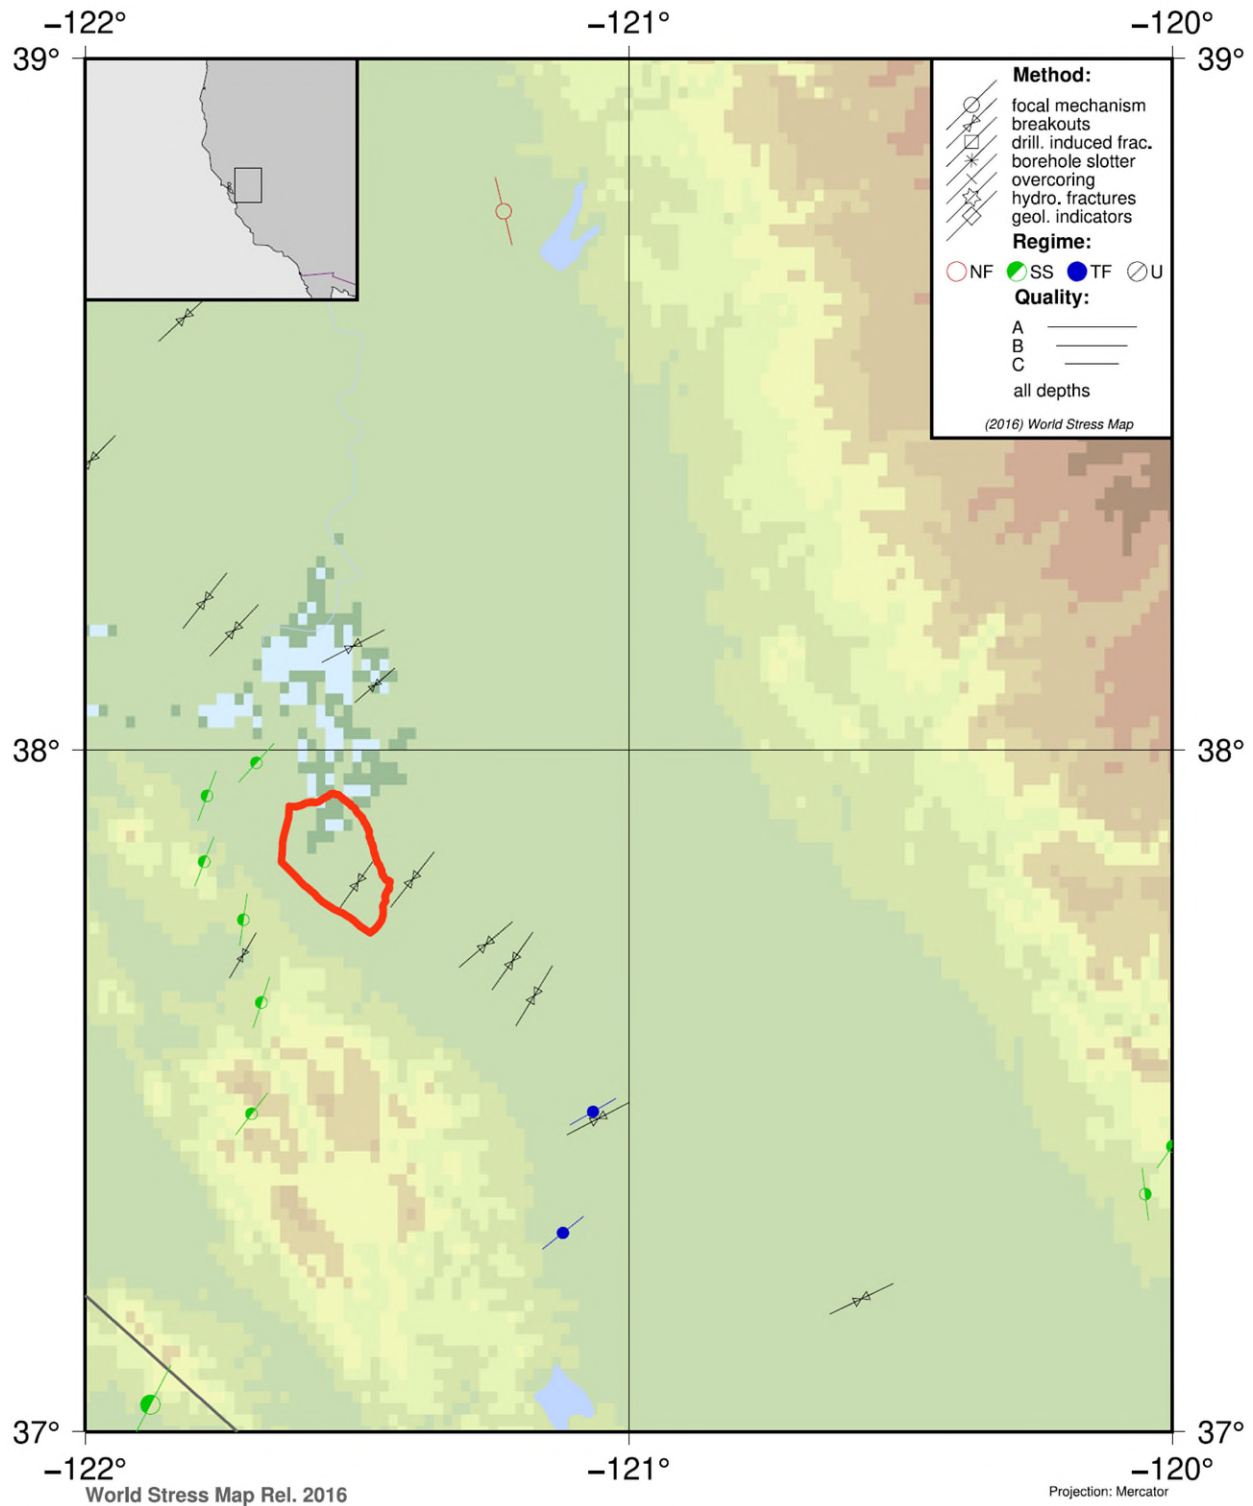 −122° −121° −120°
39° 39°
Method:
focal mechanism
breakouts
drill. induced frac.
borehole slotter
overcoring
hydro. fractures
geol. indicators
Regime:
NF SS TF U
Quality:
A
B
C
all depths
(2016) World Stress Map
38° 38°
37° 37°
−122° −121° −120°
World Stress Map Rel. 2016
Projection: Mercator